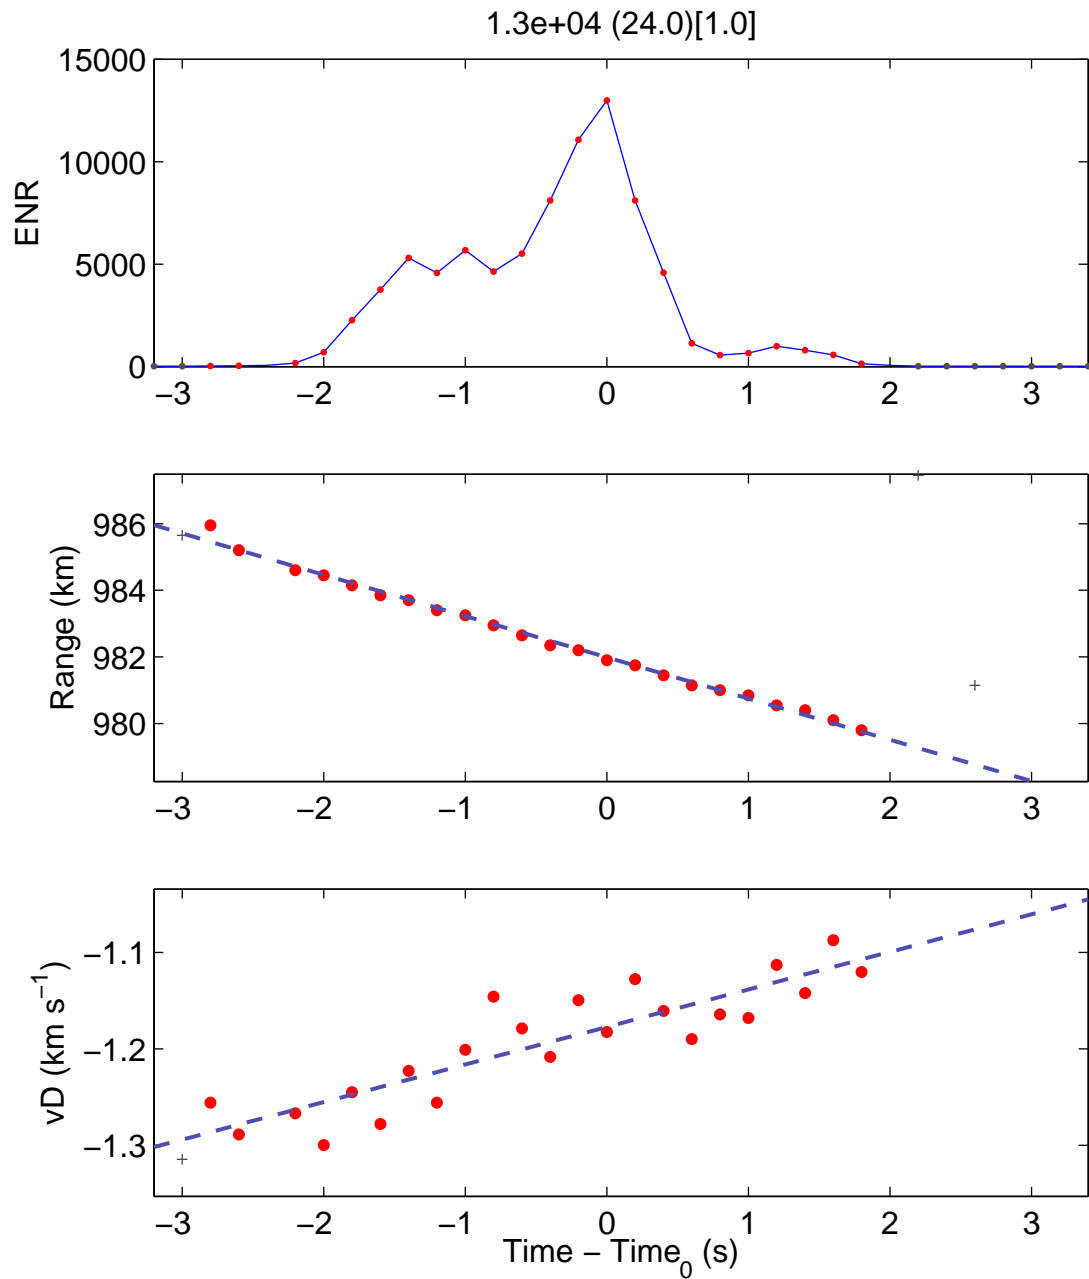 1.3e+04 (24.0)[1.0]
15000
10000
5000
0
ENR
−3 −2 −1 0 1 2 3
986
984
982
980
Range (km)
−3 −2 −1 0 1 2 3
−1.1
−1.2
−1.3
vD (km s⁻¹)
−3 −2 −1 0 1 2 3
Time − Time₀ (s)